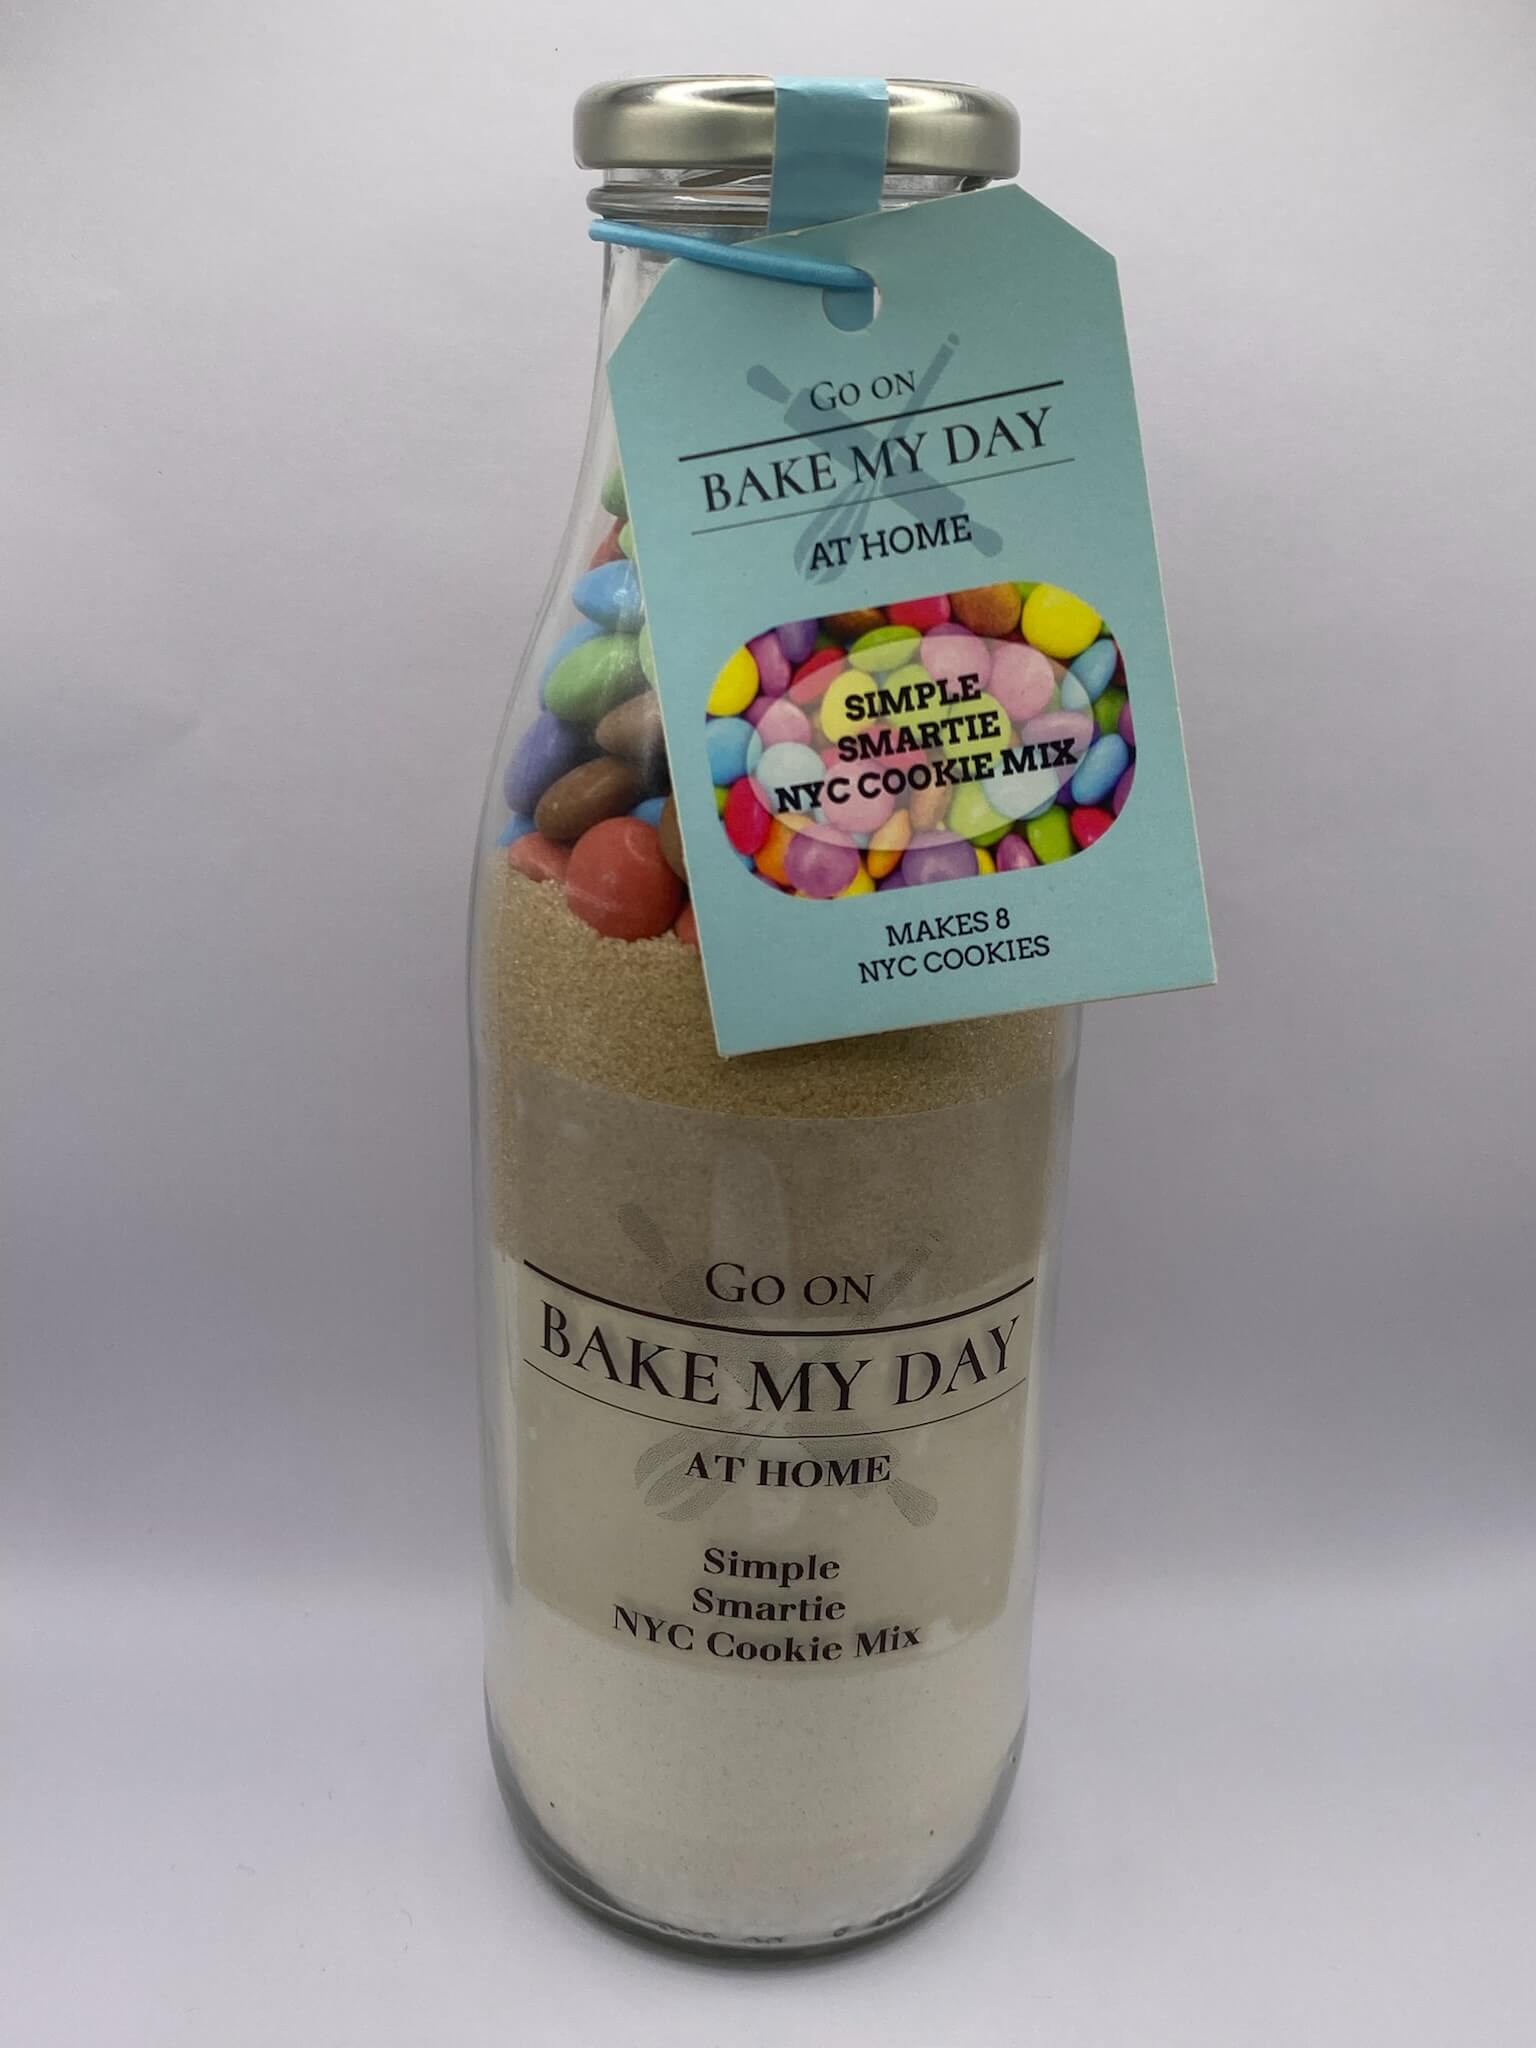 Go on
BAKE MY DAY
AT HOME
SIMPLE
SMARTIE
NYC COOKIE MIX
MAKES 8
NYC COOKIES
Go on
BAKE MY DAY
AT HOME
Simple
Smartie
NYC Cookie Mix